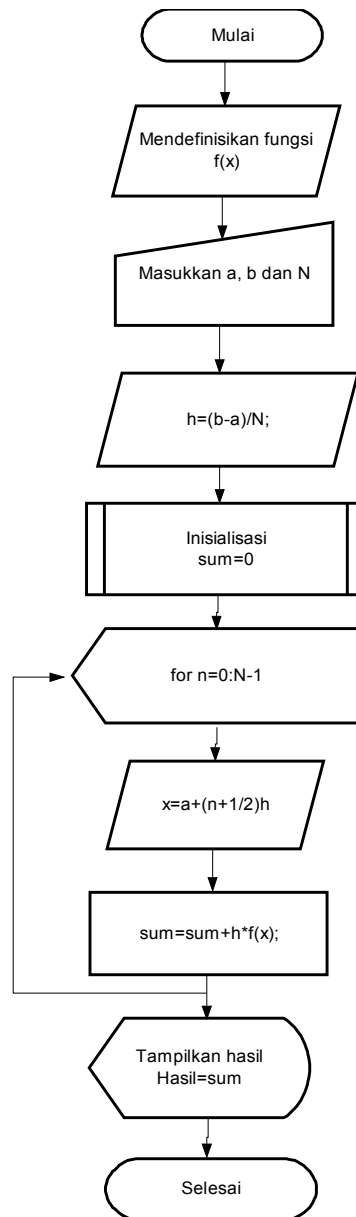 Mulai
Mendefinisikan fungsi
f(x)
Masukkan a, b dan N
h=(b-a)/N;
Inisialisasi
sum=0
for n=0:N-1
x=a+(n+1/2)h
sum=sum+h*f(x);
Tampilkan hasil
Hasil=sum
Selesai